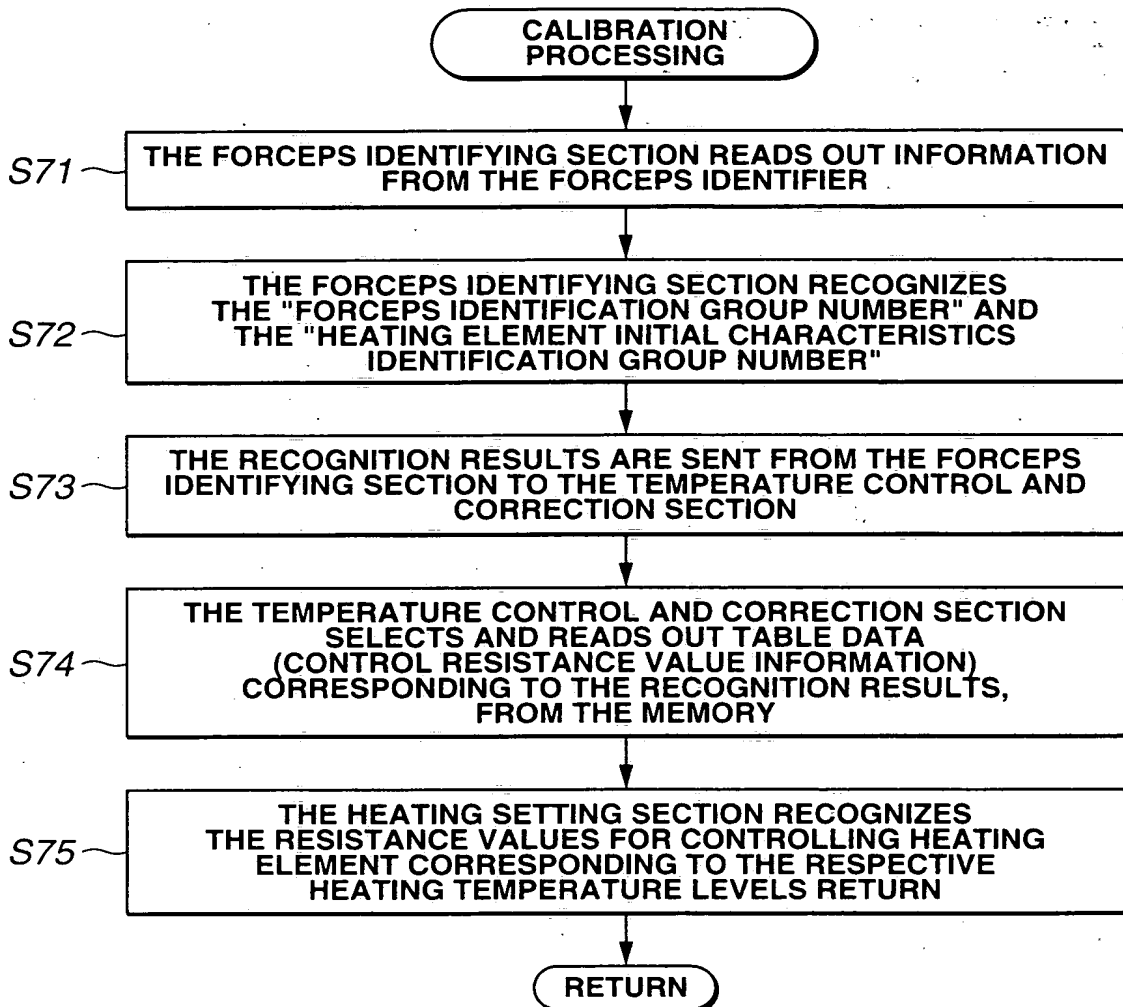 CALIBRATION
PROCESSING
S71
THE FORCEPS IDENTIFYING SECTION READS OUT INFORMATION
FROM THE FORCEPS IDENTIFIER
S72
THE FORCEPS IDENTIFYING SECTION RECOGNIZES
THE "FORCEPS IDENTIFICATION GROUP NUMBER" AND
THE "HEATING ELEMENT INITIAL CHARACTERISTICS
IDENTIFICATION GROUP NUMBER"
S73
THE RECOGNITION RESULTS ARE SENT FROM THE FORCEPS
IDENTIFYING SECTION TO THE TEMPERATURE CONTROL AND
CORRECTION SECTION
S74
THE TEMPERATURE CONTROL AND CORRECTION SECTION
SELECTS AND READS OUT TABLE DATA
(CONTROL RESISTANCE VALUE INFORMATION)
CORRESPONDING TO THE RECOGNITION RESULTS,
FROM THE MEMORY
S75
THE HEATING SETTING SECTION RECOGNIZES
THE RESISTANCE VALUES FOR CONTROLLING HEATING
ELEMENT CORRESPONDING TO THE RESPECTIVE
HEATING TEMPERATURE LEVELS RETURN
RETURN